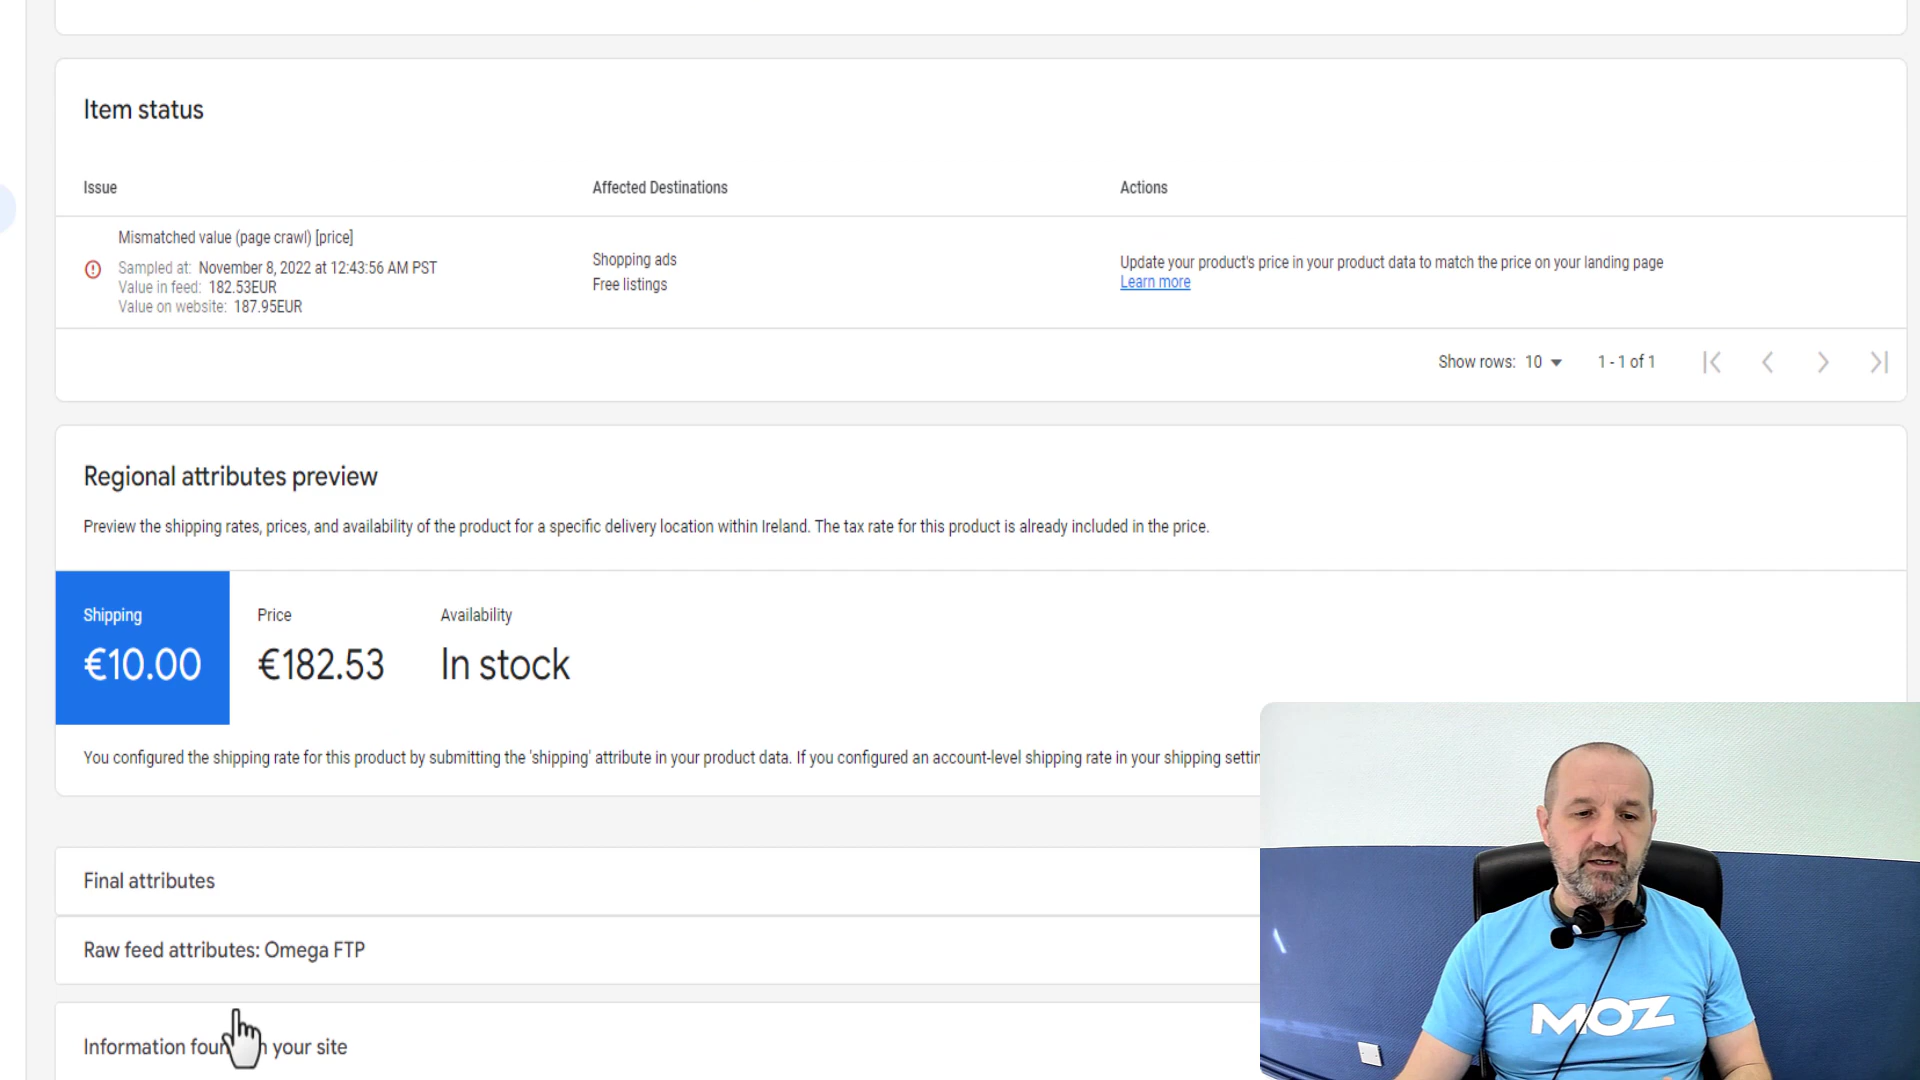 Item status
Issue
Affected Destinations
Actions
Mismatched value (page crawl) [price]
Sampled at: November 8, 2022 at 12:43:56 AM PST
Value in feed: 182.53EUR
Value on website: 187.95EUR
Shopping ads
Free listings
Update your product's price in your product data to match the price on your landing page
Learn more
Show rows: 10
1 - 1 of 1
Regional attributes preview
Preview the shipping rates, prices, and availability of the product for a specific delivery location within Ireland. The tax rate for this product is already included in the price.
Shipping
€10.00
Price
€182.53
Availability
In stock
You configured the shipping rate for this product by submitting the 'shipping' attribute in your product data. If you configured an account-level shipping rate in your shipping
Final attributes
Raw feed attributes: Omega FTP
Information your site
MOZ